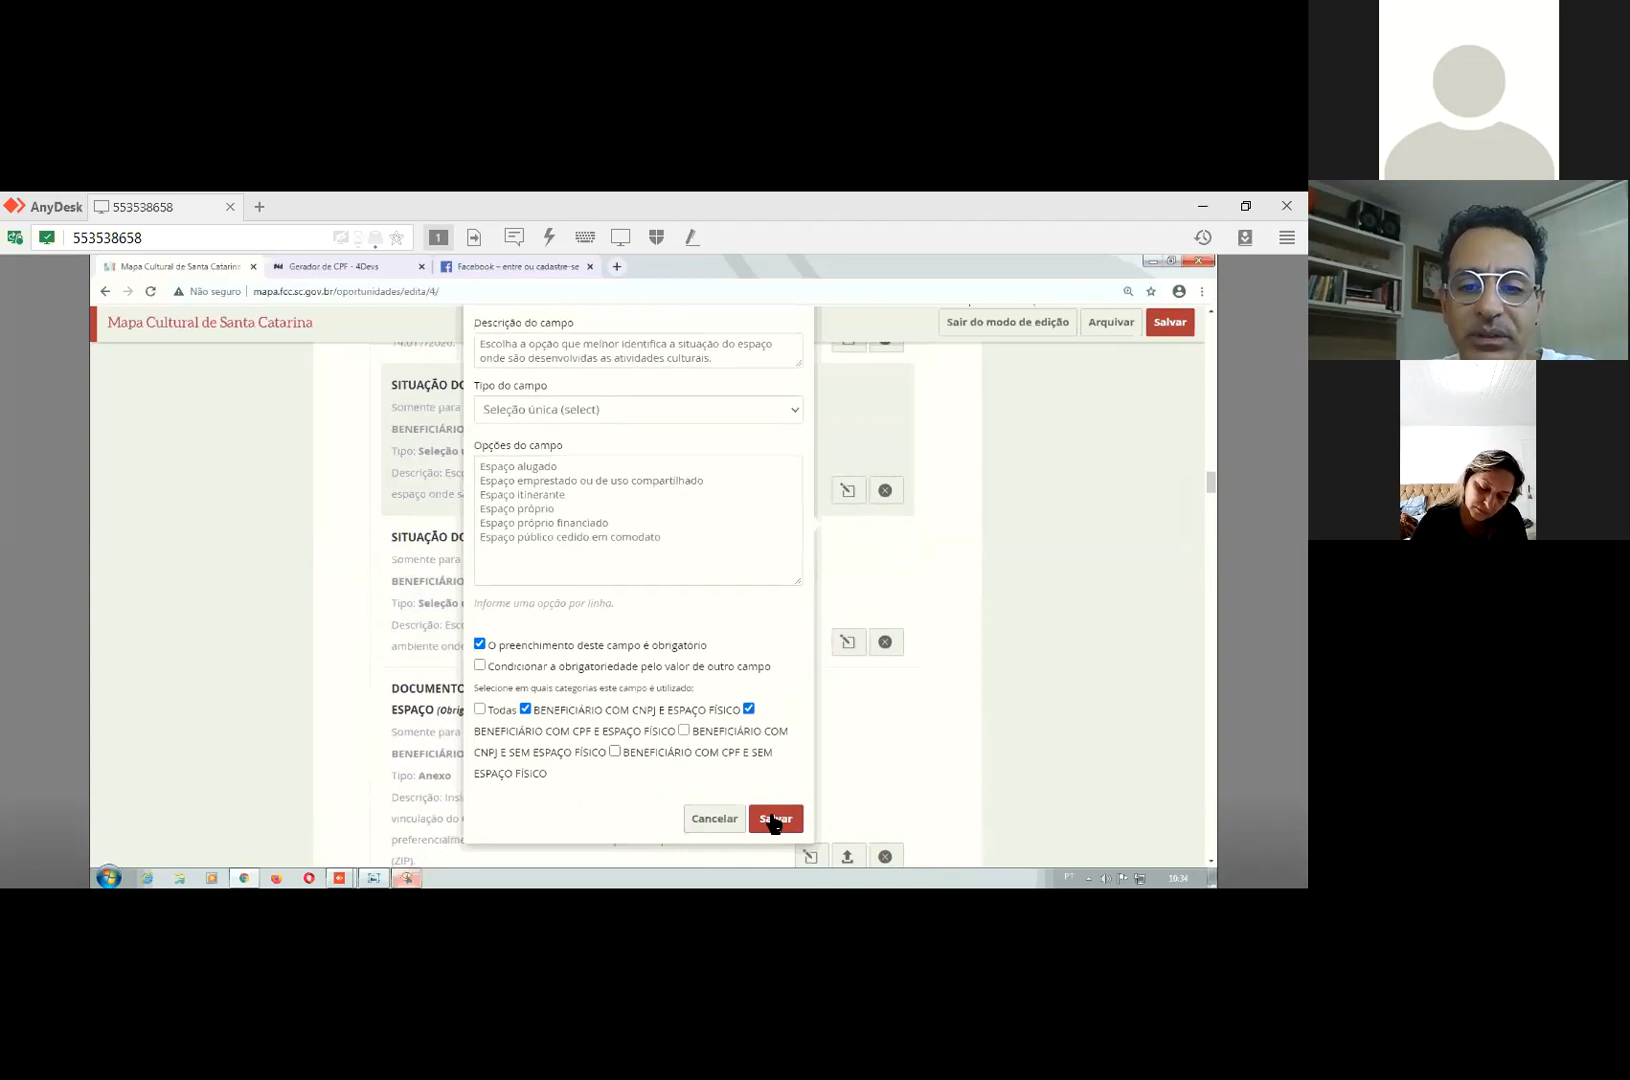 AnyDesk
553538658
553538658
1
Mapa Cultural de Santa Catarina
Gerador de CPF - 4Devs
Facebook – entre ou cadastre-se
Não seguro
mapa.fcc.sc.gov.br/oportunidades/edita/4/
Mapa Cultural de Santa Catarina
Sair do modo de edição
Arquivar
Salvar
14.017/2020.
SITUAÇÃO DO
Somente para
BENEFICIÁRIO
Tipo: Seleção
Descrição: Esc
espaço onde s
SITUAÇÃO DO
Somente para
BENEFICIÁRIO
Tipo: Seleção
Descrição: Esc
ambiente onde
DOCUMENTO
ESPAÇO (Obrig
Somente para
BENEFICIÁRIO
Tipo: Anexo
Descrição: Insi
vinculação do
preferencialme
(ZIP).
Descrição do campo
Escolha a opção que melhor identifica a situação do espaço
onde são desenvolvidas as atividades culturais.
Tipo do campo
Seleção única (select)
Opções do campo
Espaço alugado
Espaço emprestado ou de uso compartilhado
Espaço itinerante
Espaço próprio
Espaço próprio financiado
Espaço público cedido em comodato
Informe uma opção por linha.
O preenchimento deste campo é obrigatório
Condicionar a obrigatoriedade pelo valor de outro campo
Selecione em quais categorias este campo é utilizado:
Todas BENEFICIÁRIO COM CNPJ E ESPAÇO FÍSICO
BENEFICIÁRIO COM CPF E ESPAÇO FÍSICO BENEFICIÁRIO COM
CNPJ E SEM ESPAÇO FÍSICO BENEFICIÁRIO COM CPF E SEM
ESPAÇO FÍSICO
Cancelar
Salvar
PT
10:34